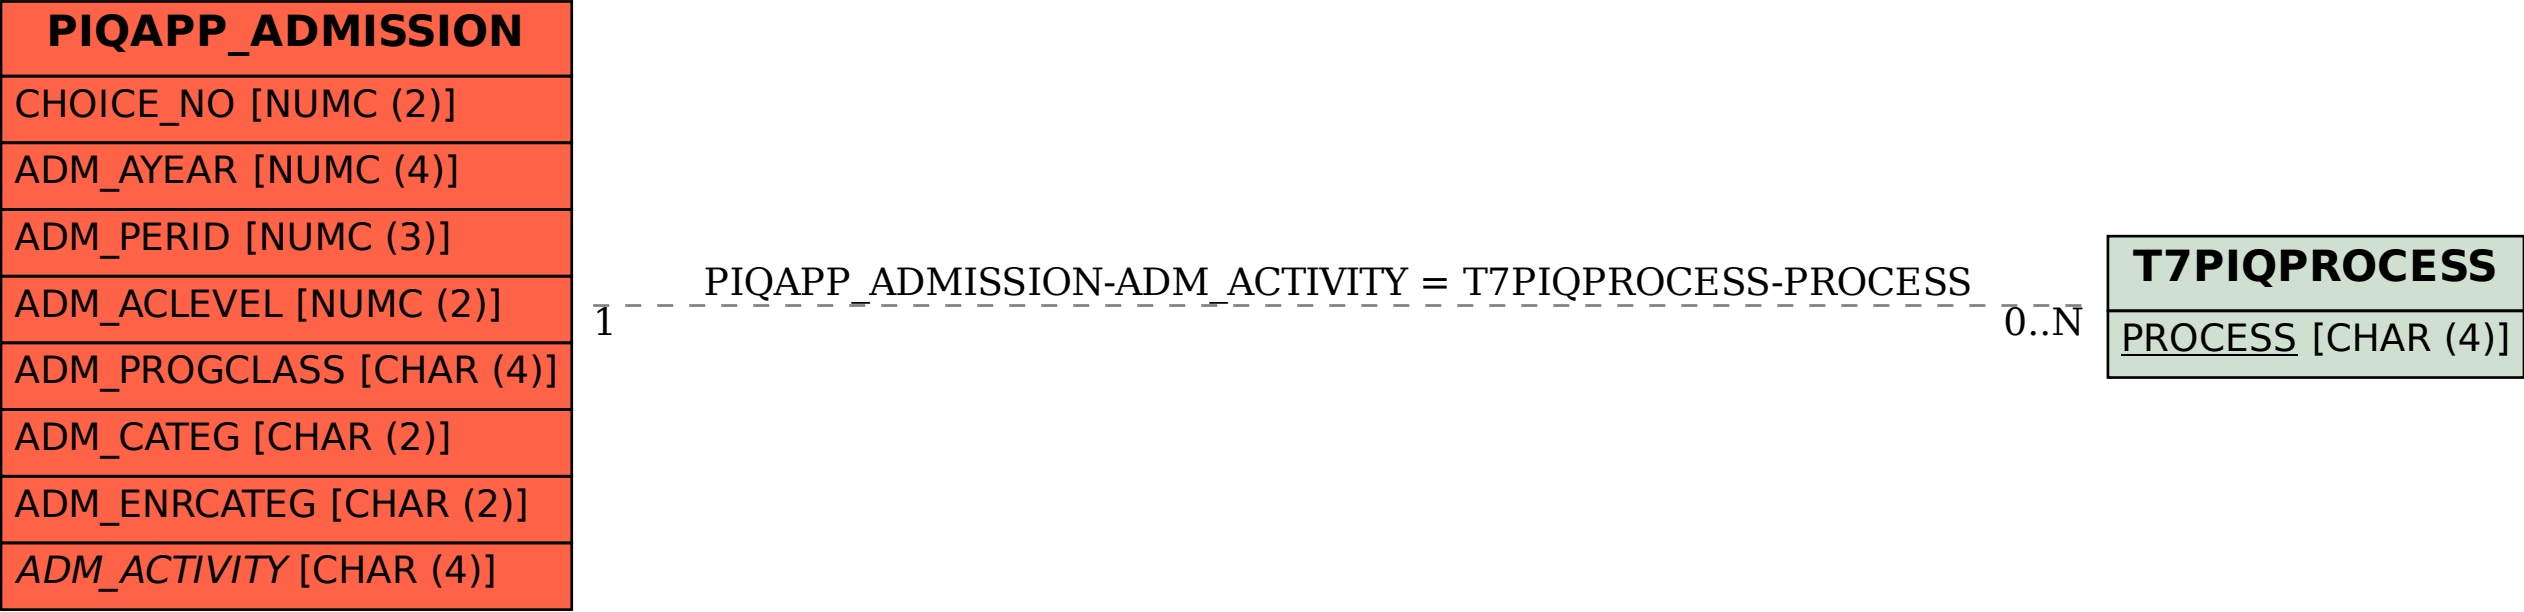 PIQAPP_ADMISSION
CHOICE_NO [NUMC (2)]
ADM_AYEAR [NUMC (4)]
ADM_PERID [NUMC (3)]
ADM_ACLEVEL [NUMC (2)]
ADM_PROGCLASS [CHAR (4)]
ADM_CATEG [CHAR (2)]
ADM_ENRCATEG [CHAR (2)]
ADM_ACTIVITY [CHAR (4)]
PIQAPP_ADMISSION-ADM_ACTIVITY = T7PIQPROCESS-PROCESS
1
0..N
T7PIQPROCESS
PROCESS [CHAR (4)]